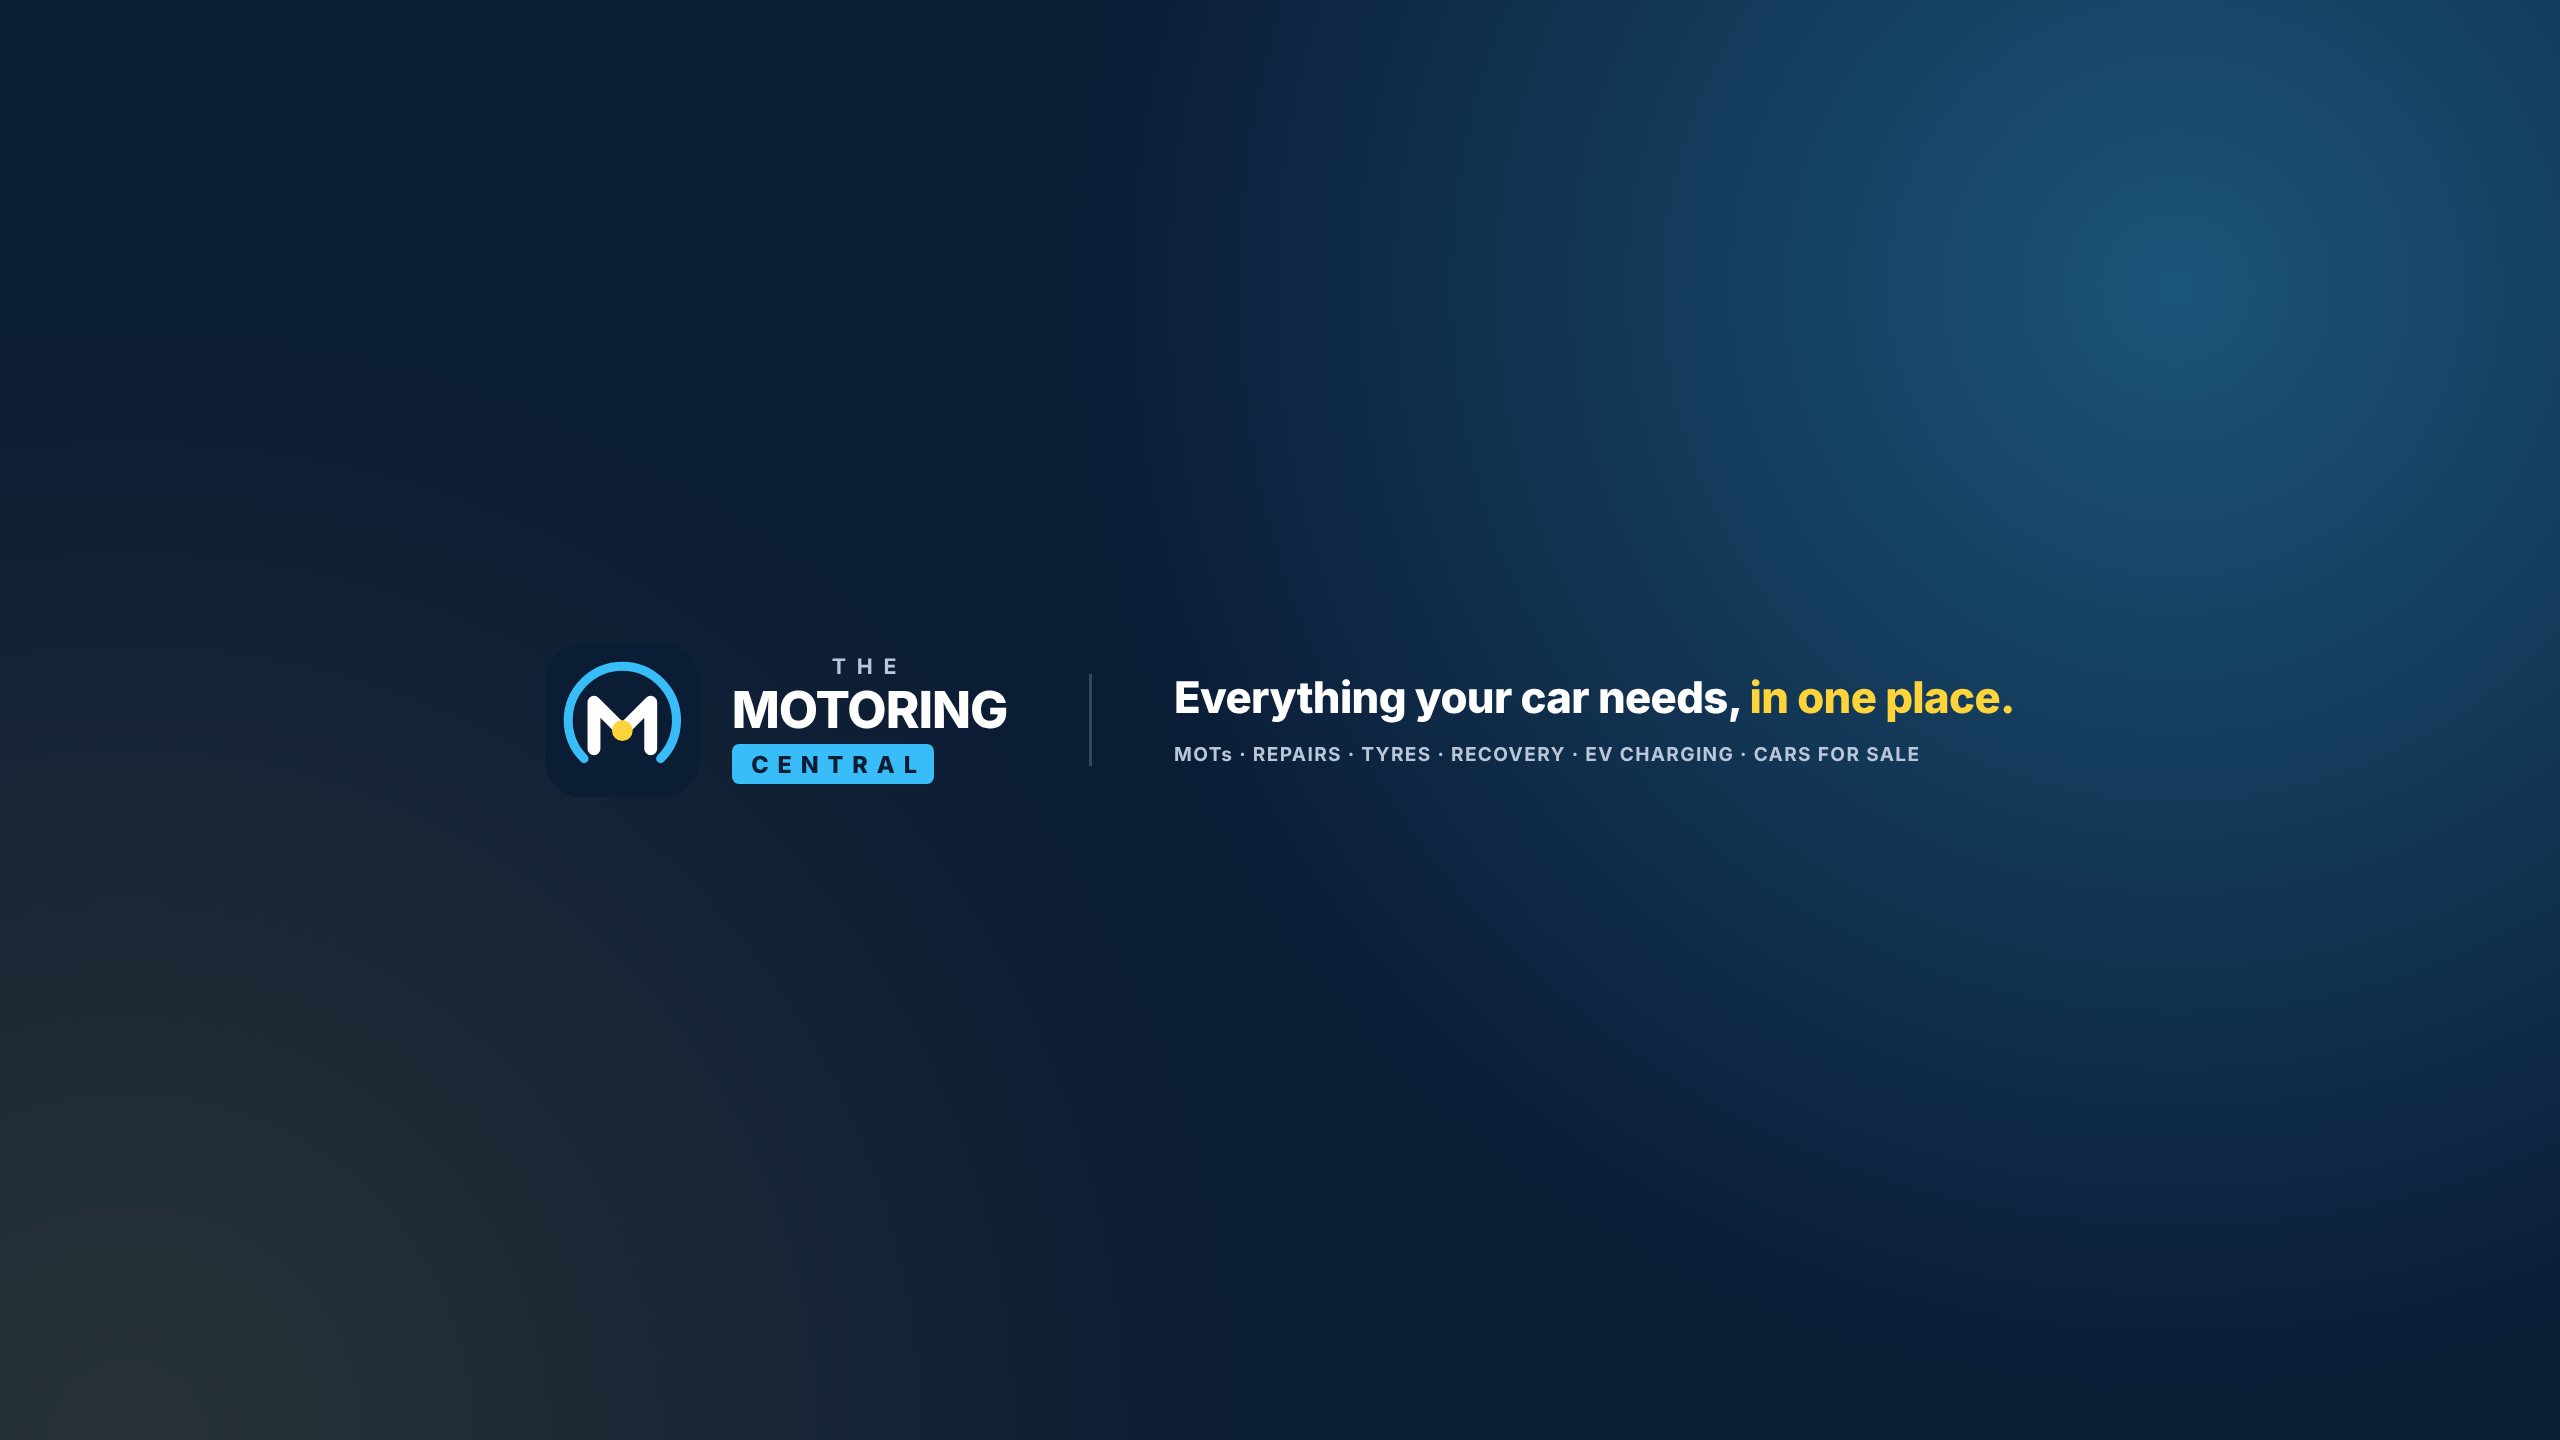 M
THE
MOTORING
CENTRAL
Everything your car needs, in one place.
MOTs · REPAIRS · TYRES · RECOVERY · EV CHARGING · CARS FOR SALE